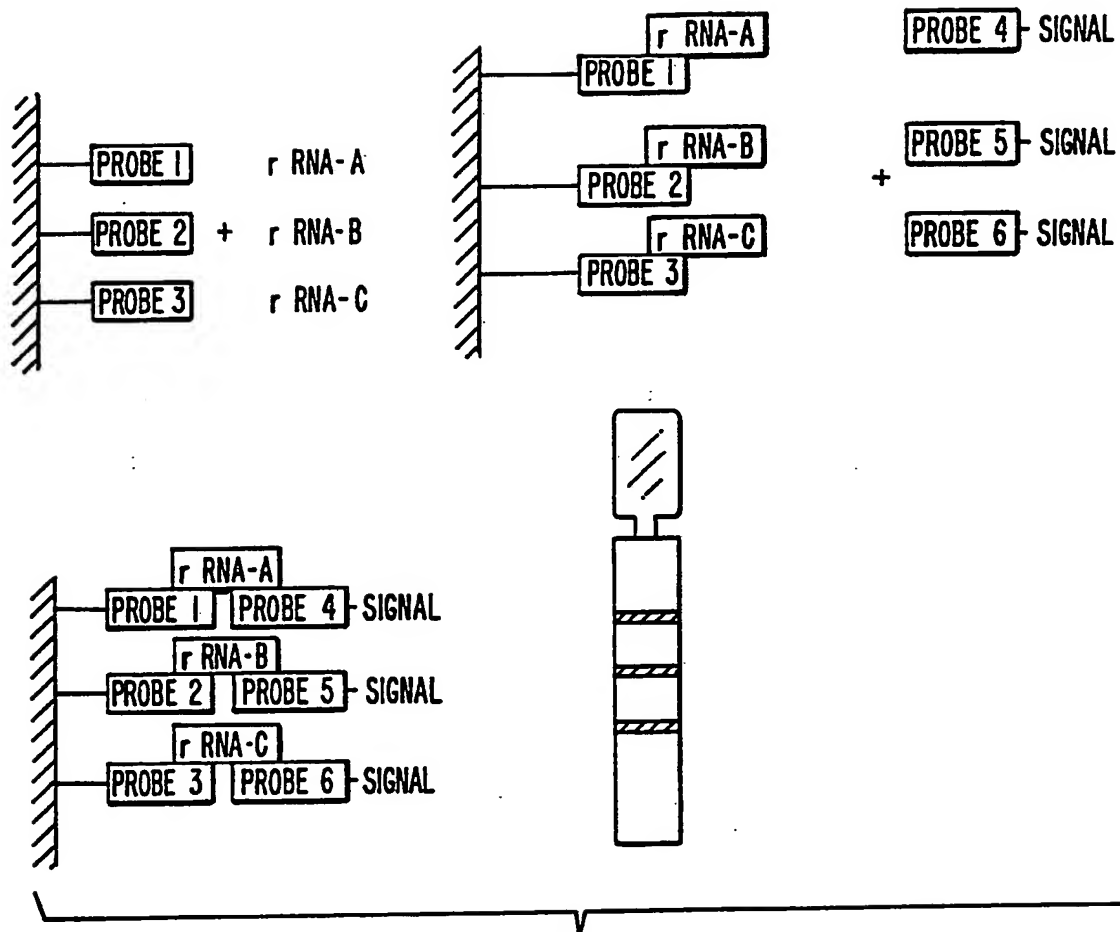 PROBE 1 r RNA-A
PROBE 2 + r RNA-B
PROBE 3 r RNA-C
r RNA-A
PROBE 1
r RNA-B
PROBE 2
r RNA-C
PROBE 3
PROBE 4 - SIGNAL
+ PROBE 5 - SIGNAL
PROBE 6 - SIGNAL
r RNA-A
PROBE 1 PROBE 4 - SIGNAL
r RNA-B
PROBE 2 PROBE 5 - SIGNAL
r RNA-C
PROBE 3 PROBE 6 - SIGNAL